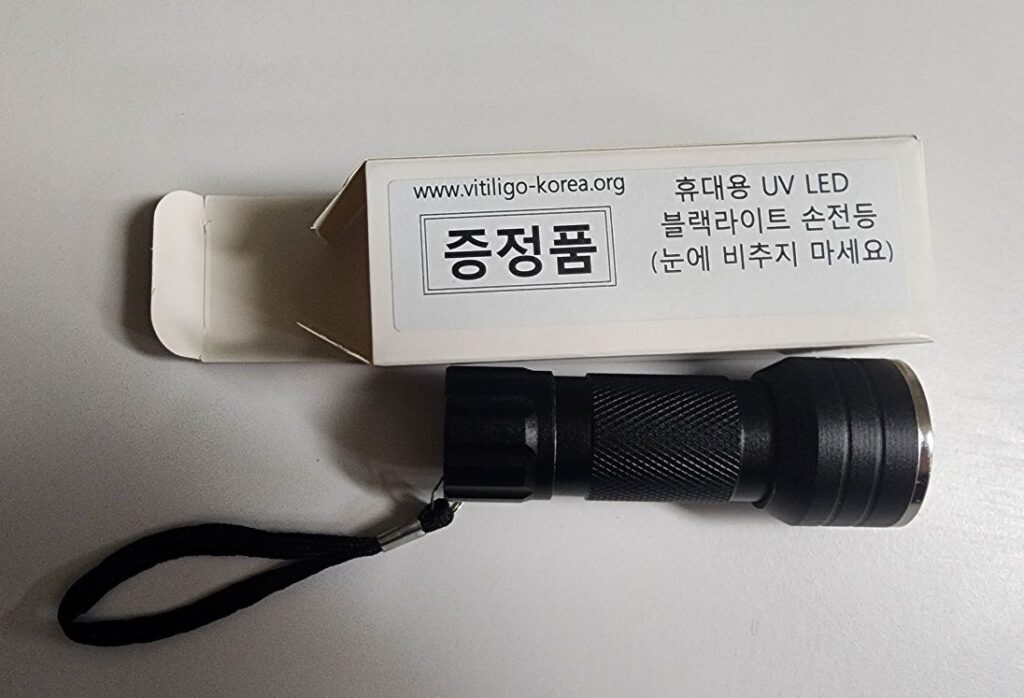 www.vitiligo-korea.org
증정품
휴대용 UV LED
블랙라이트 손전등
(눈에 비추지 마세요)